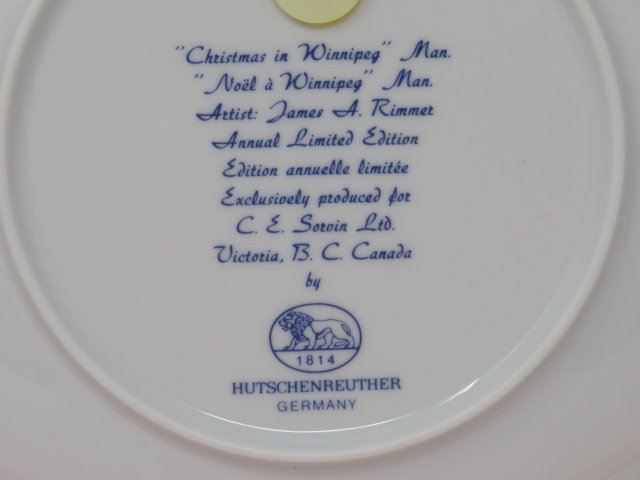 "Christmas in Winnipeg" Man.
"Noël à Winnipeg" Man.
Artist: James A. Rimmer
Annual Limited Edition
Edition annuelle limitée
Exclusively produced for
C. E. Sorvin Ltd.
Victoria, B. C. Canada
by
1814
HUTSCHENREUTHER
GERMANY